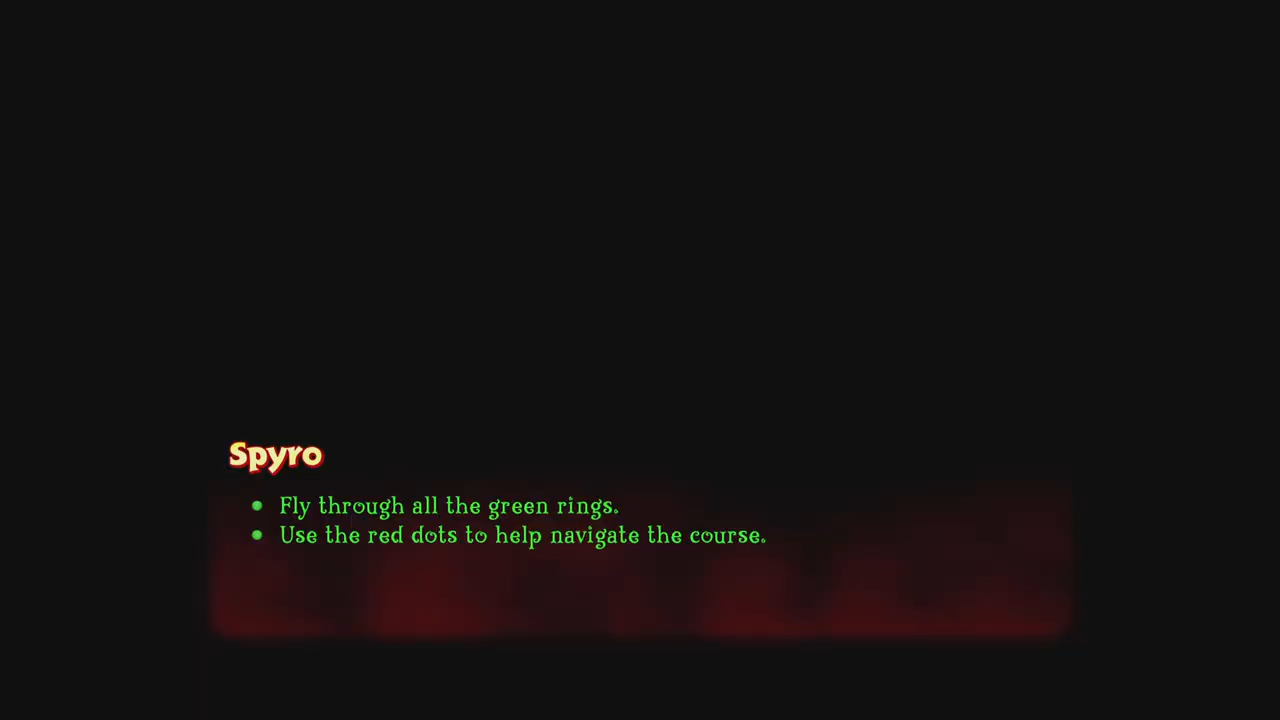 Spyro
Fly through all the green rings.
Use the red dots to help navigate the course.